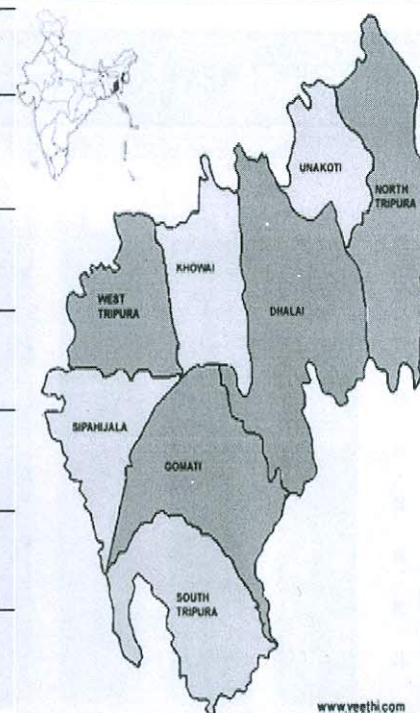 UNAKOTI
NORTH
TRIPURA
KHOWAI
WEST
TRIPURA
DHALAI
SIPAHIJALA
GOMATI
SOUTH
TRIPURA
www.veethi.com